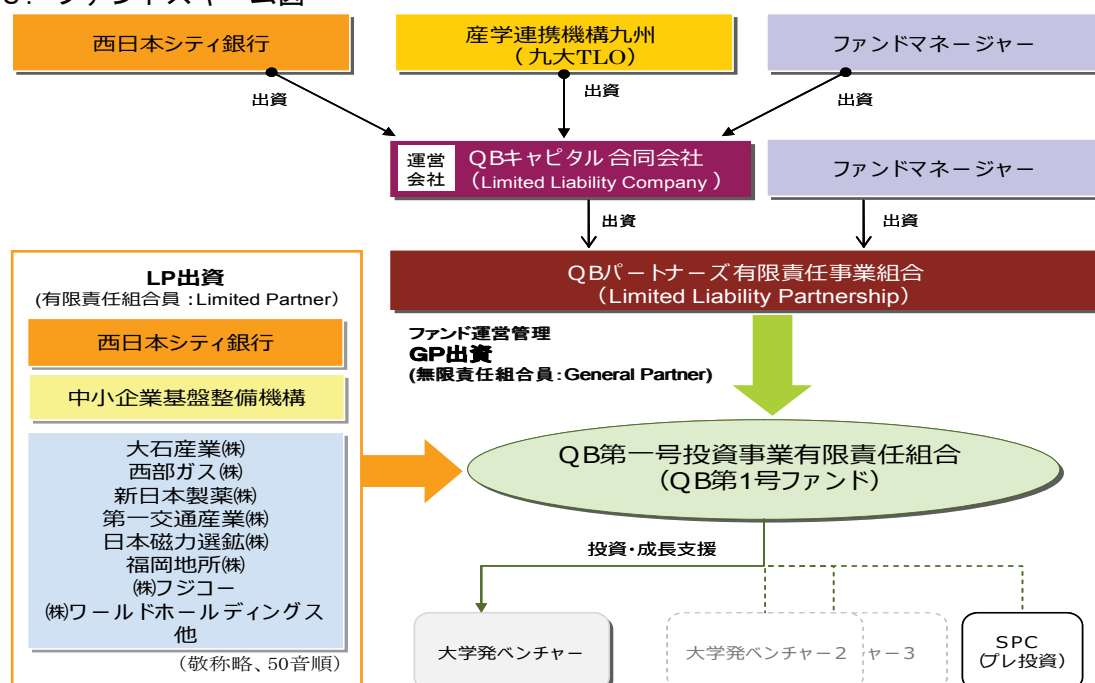 ファンドスキーム図
西日本シティ銀行
産学連携機構九州
(九大TLO)
ファンドマネージャー
出資
出資
出資
運営
会社
QBキャピタル合同会社
(Limited Liability Company)
ファンドマネージャー
出資
出資
QBパートナーズ有限責任事業組合
(Limited Liability Partnership)
LP出資
(有限責任組合員:Limited Partner)
西日本シティ銀行
中小企業基盤整備機構
大石産業㈱
西部ガス㈱
新日本製薬㈱
第一交通産業㈱
日本磁力選鉱㈱
福岡地所㈱
㈱フジコー
㈱ワールドホールディングス
他
(敬称略、50音順)
ファンド運営管理
GP出資
(無限責任組合員:General Partner)
QB第一号投資事業有限責任組合
(QB第1号ファンド)
投資・成長支援
大学発ベンチャー
大学発ベンチャー2
ャー3
SPC
(プレ投資)